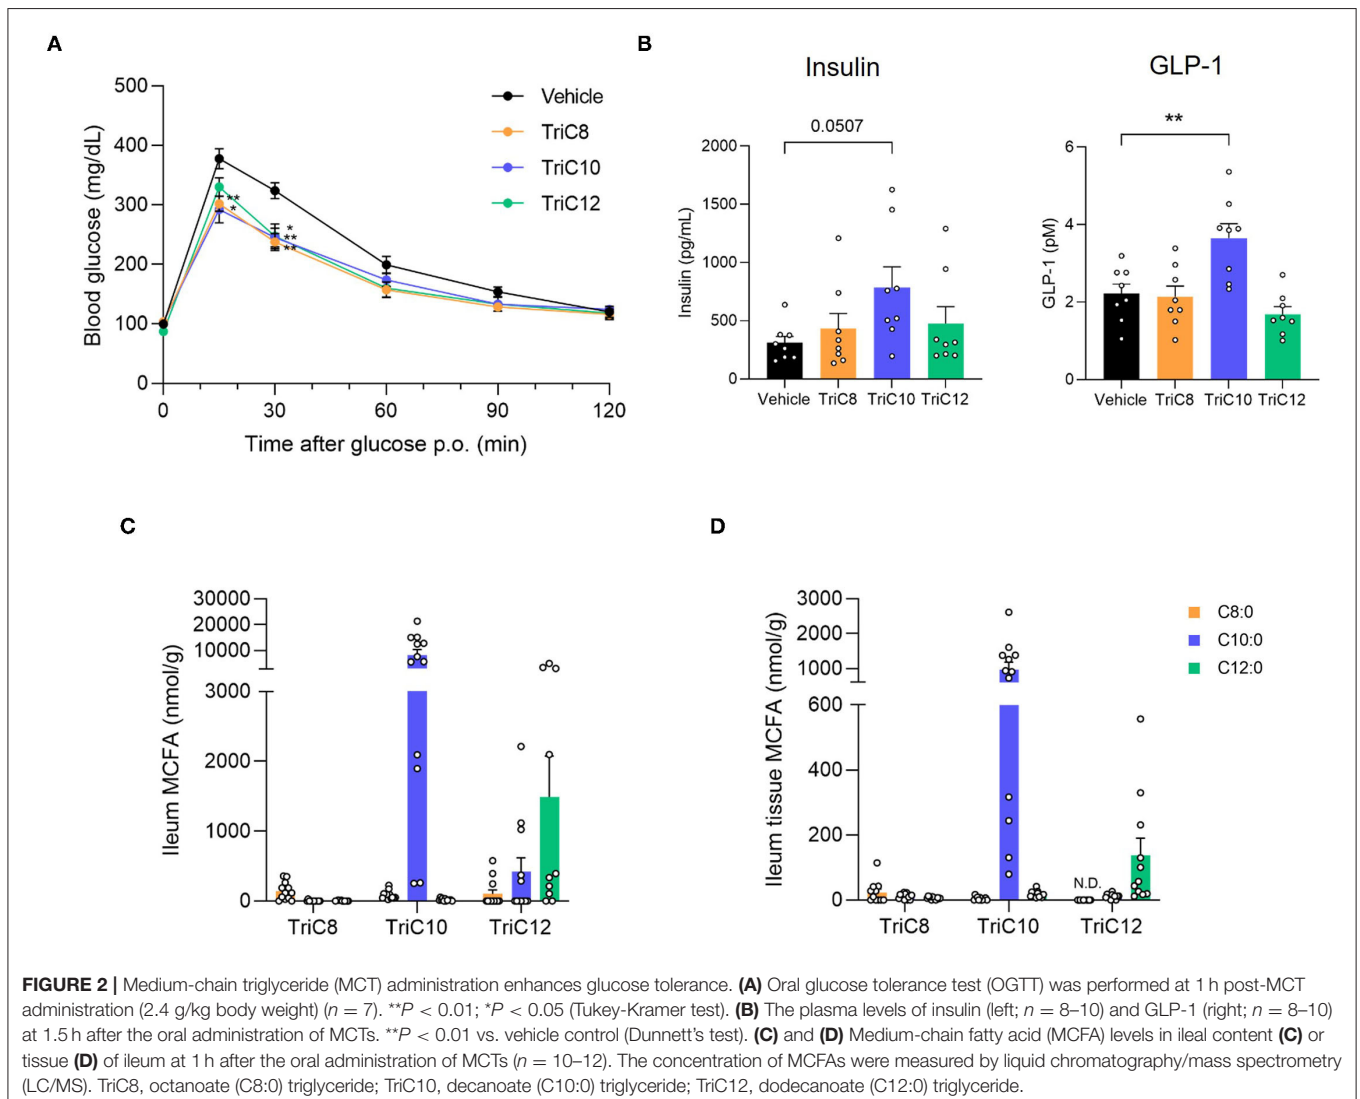 A
Blood glucose (mg/dL)
500
400
300
200
100
0
0
30
60
90
120
Time after glucose p.o. (min)
Vehicle
TriC8
TriC10
TriC12
**
*
*
**
**
B
Insulin
0.0507
Insulin (pg/mL)
2000
1500
1000
500
0
Vehicle TriC8 TriC10 TriC12
GLP-1
**
GLP-1 (pM)
6
4
2
0
Vehicle TriC8 TriC10 TriC12
C
Ileum MCFA (nmol/g)
30000
20000
10000
3000
2000
1000
0
TriC8 TriC10 TriC12
D
Ileum tissue MCFA (nmol/g)
3000
2000
1000
600
400
200
0
N.D.
TriC8 TriC10 TriC12
C8:0
C10:0
C12:0
FIGURE 2 | Medium-chain triglyceride (MCT) administration enhances glucose tolerance. (A) Oral glucose tolerance test (OGTT) was performed at 1 h post-MCT
administration (2.4 g/kg body weight) (n = 7). **P < 0.01; *P < 0.05 (Tukey-Kramer test). (B) The plasma levels of insulin (left; n = 8–10) and GLP-1 (right; n = 8–10)
at 1.5 h after the oral administration of MCTs. **P < 0.01 vs. vehicle control (Dunnett's test). (C) and (D) Medium-chain fatty acid (MCFA) levels in ileal content (C) or
tissue (D) of ileum at 1 h after the oral administration of MCTs (n = 10–12). The concentration of MCFAs were measured by liquid chromatography/mass spectrometry
(LC/MS). TriC8, octanoate (C8:0) triglyceride; TriC10, decanoate (C10:0) triglyceride; TriC12, dodecanoate (C12:0) triglyceride.